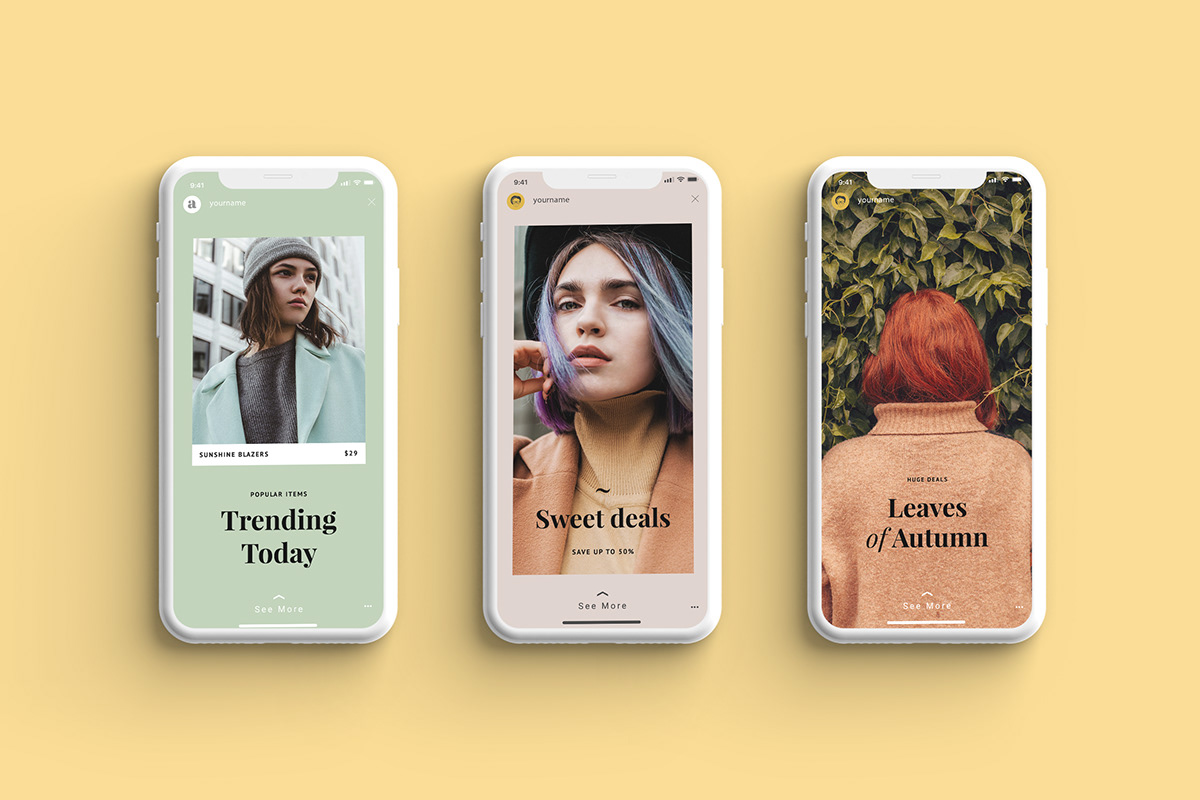 9:41
a
yourname
SUNSHINE BLAZERS
$29
POPULAR ITEMS
Trending
Today
See More
9:41
yourname
~
Sweet deals
SAVE UP TO 50%
See More
9:41
yourname
HUGE DEALS
Leaves
of Autumn
See More